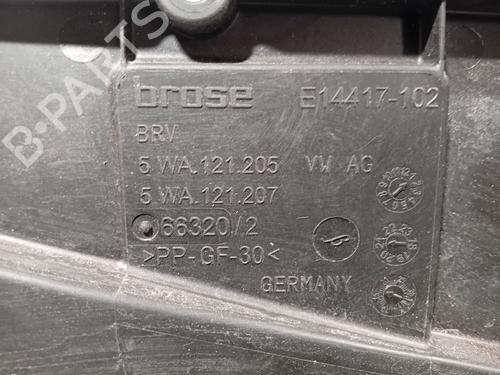 brose E14417-102
BRV
5 WA.121.205 VW AG
5 WA.121.207
66320/2
>PP-GF-30<
GERMANY
B-PARTS